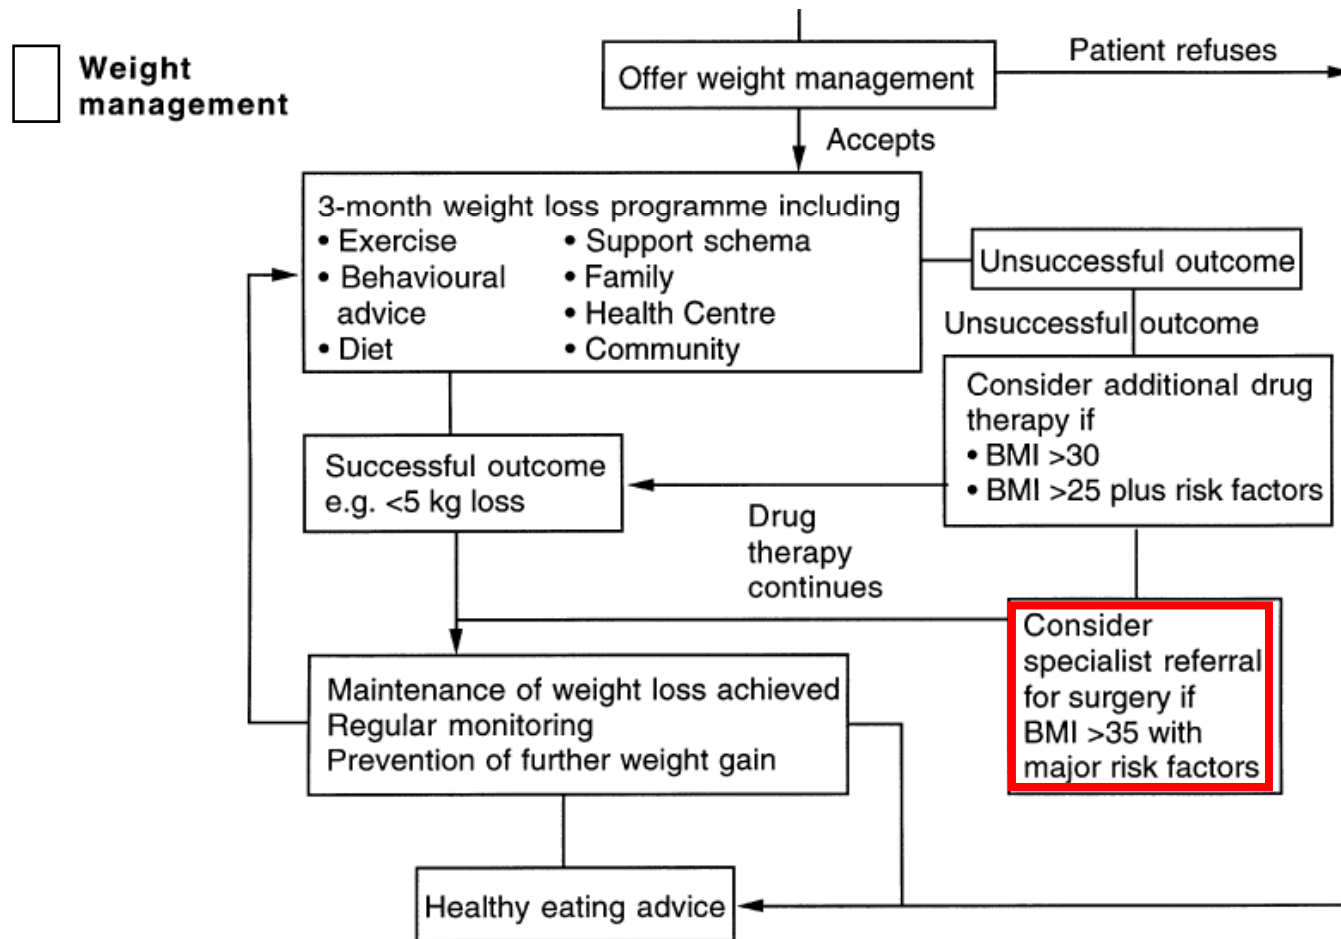 Weight
management
Offer weight management
Patient refuses
Accepts
3-month weight loss programme including
• Exercise
• Behavioural
advice
• Diet
• Support schema
• Family
• Health Centre
• Community
Unsuccessful outcome
Unsuccessful outcome
Consider additional drug
therapy if
• BMI >30
• BMI >25 plus risk factors
Successful outcome
e.g. <5 kg loss
Drug
therapy
continues
Consider
specialist referral
for surgery if
BMI >35 with
major risk factors
Maintenance of weight loss achieved
Regular monitoring
Prevention of further weight gain
Healthy eating advice